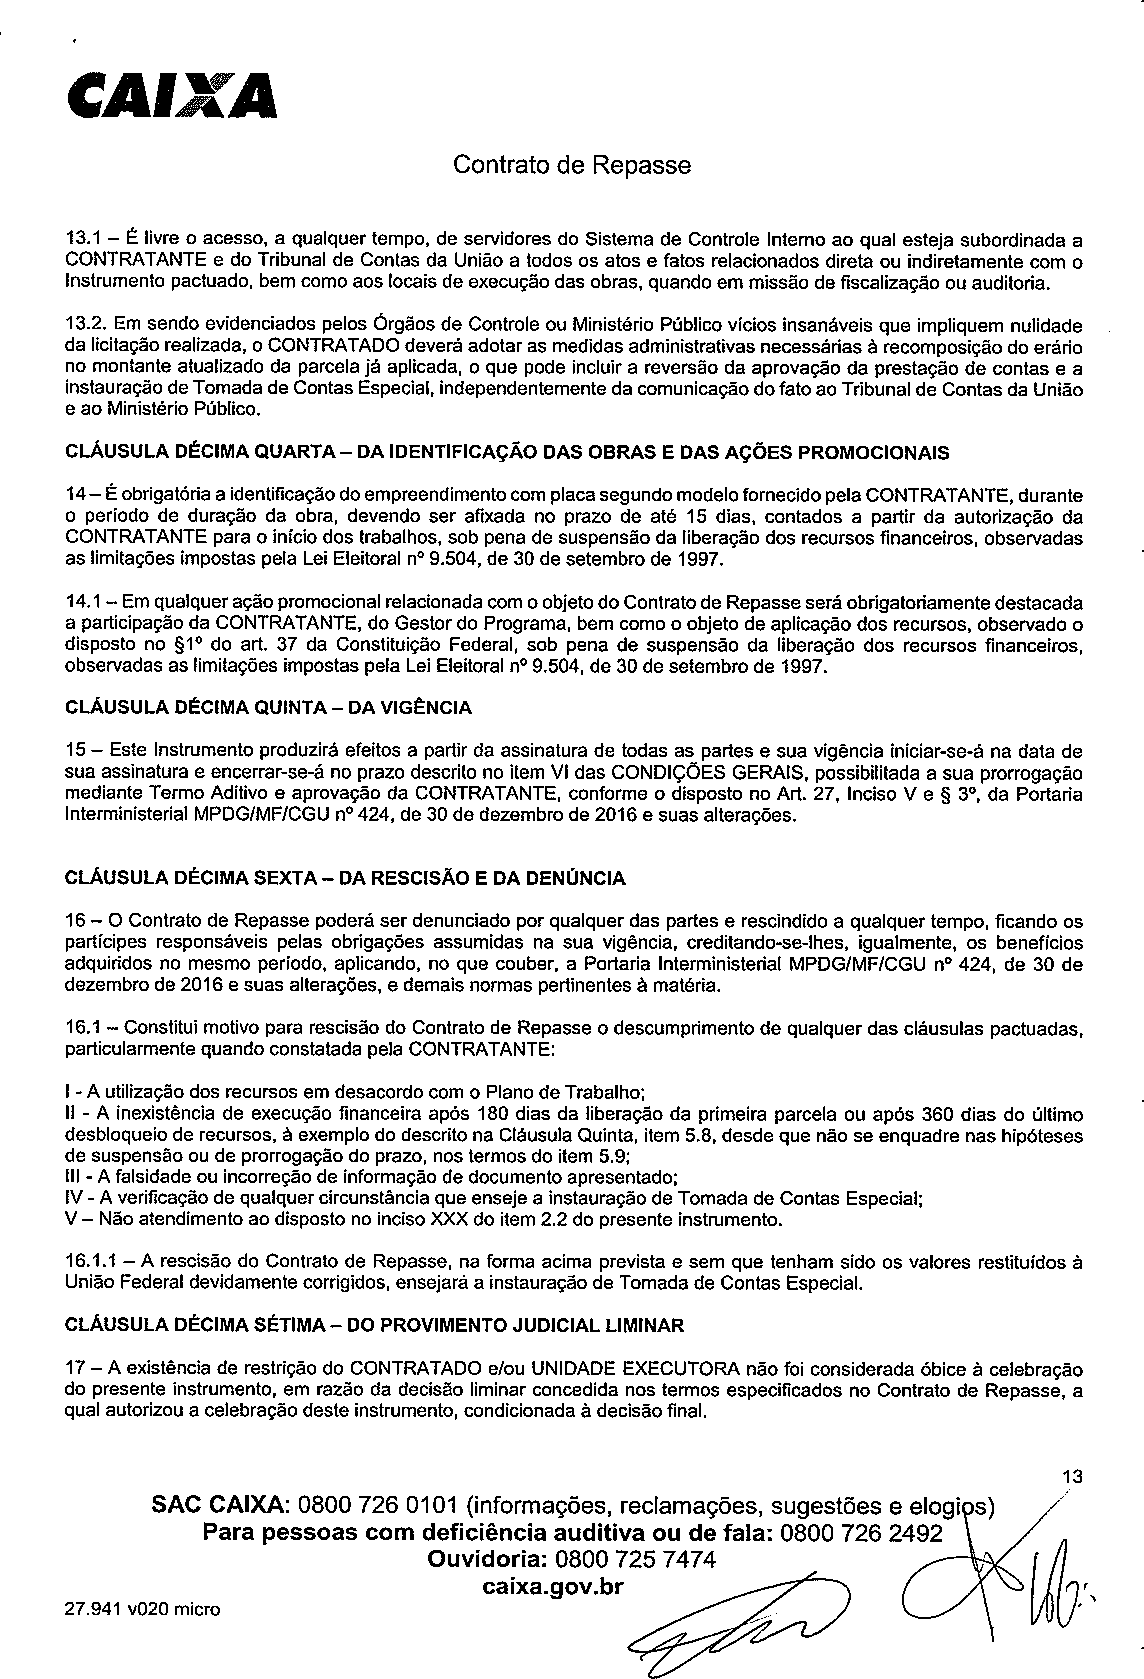 CAIXA
Contrato de Repasse
13.1 – É livre o acesso, a qualquer tempo, de servidores do Sistema de Controle Interno ao qual esteja subordinada a
CONTRATANTE e do Tribunal de Contas da União a todos os atos e fatos relacionados direta ou indiretamente com o
Instrumento pactuado, bem como aos locais de execução das obras, quando em missão de fiscalização ou auditoria.
13.2. Em sendo evidenciados pelos Órgãos de Controle ou Ministério Público vícios insanáveis que impliquem nulidade
da licitação realizada, o CONTRATADO deverá adotar as medidas administrativas necessárias à recomposição do erário
no montante atualizado da parcela já aplicada, o que pode incluir a reversão da aprovação da prestação de contas e a
instauração de Tomada de Contas Especial, independentemente da comunicação do fato ao Tribunal de Contas da União
e ao Ministério Público.
CLÁUSULA DÉCIMA QUARTA – DA IDENTIFICAÇÃO DAS OBRAS E DAS AÇÕES PROMOCIONAIS
14 – É obrigatória a identificação do empreendimento com placa segundo modelo fornecido pela CONTRATANTE, durante
o período de duração da obra, devendo ser afixada no prazo de até 15 dias, contados a partir da autorização da
CONTRATANTE para o início dos trabalhos, sob pena de suspensão da liberação dos recursos financeiros, observadas
as limitações impostas pela Lei Eleitoral nº 9.504, de 30 de setembro de 1997.
14.1 – Em qualquer ação promocional relacionada com o objeto do Contrato de Repasse será obrigatoriamente destacada
a participação da CONTRATANTE, do Gestor do Programa, bem como o objeto de aplicação dos recursos, observado o
disposto no §1º do art. 37 da Constituição Federal, sob pena de suspensão da liberação dos recursos financeiros,
observadas as limitações impostas pela Lei Eleitoral nº 9.504, de 30 de setembro de 1997.
CLÁUSULA DÉCIMA QUINTA – DA VIGÊNCIA
15 – Este Instrumento produzirá efeitos a partir da assinatura de todas as partes e sua vigência iniciar-se-á na data de
sua assinatura e encerrar-se-á no prazo descrito no item VI das CONDIÇÕES GERAIS, possibilitada a sua prorrogação
mediante Termo Aditivo e aprovação da CONTRATANTE, conforme o disposto no Art. 27, Inciso V e § 3º, da Portaria
Interministerial MPDG/MF/CGU nº 424, de 30 de dezembro de 2016 e suas alterações.
CLÁUSULA DÉCIMA SEXTA – DA RESCISÃO E DA DENÚNCIA
16 – O Contrato de Repasse poderá ser denunciado por qualquer das partes e rescindido a qualquer tempo, ficando os
partícipes responsáveis pelas obrigações assumidas na sua vigência, creditando-se-lhes, igualmente, os benefícios
adquiridos no mesmo período, aplicando, no que couber, a Portaria Interministerial MPDG/MF/CGU nº 424, de 30 de
dezembro de 2016 e suas alterações, e demais normas pertinentes à matéria.
16.1 – Constitui motivo para rescisão do Contrato de Repasse o descumprimento de qualquer das cláusulas pactuadas,
particularmente quando constatada pela CONTRATANTE:
I - A utilização dos recursos em desacordo com o Plano de Trabalho;
II - A inexistência de execução financeira após 180 dias da liberação da primeira parcela ou após 360 dias do último
desbloqueio de recursos, à exemplo do descrito na Cláusula Quinta, item 5.8, desde que não se enquadre nas hipóteses
de suspensão ou de prorrogação do prazo, nos termos do item 5.9;
III - A falsidade ou incorreção de informação de documento apresentado;
IV - A verificação de qualquer circunstância que enseje a instauração de Tomada de Contas Especial;
V – Não atendimento ao disposto no inciso XXX do item 2.2 do presente instrumento.
16.1.1 – A rescisão do Contrato de Repasse, na forma acima prevista e sem que tenham sido os valores restituídos à
União Federal devidamente corrigidos, ensejará a instauração de Tomada de Contas Especial.
CLÁUSULA DÉCIMA SÉTIMA – DO PROVIMENTO JUDICIAL LIMINAR
17 – A existência de restrição do CONTRATADO e/ou UNIDADE EXECUTORA não foi considerada óbice à celebração
do presente instrumento, em razão da decisão liminar concedida nos termos especificados no Contrato de Repasse, a
qual autorizou a celebração deste instrumento, condicionada à decisão final.
13
SAC CAIXA: 0800 726 0101 (informações, reclamações, sugestões e elogios)
Para pessoas com deficiência auditiva ou de fala: 0800 726 2492
Ouvidoria: 0800 725 7474
caixa.gov.br
27.941 v020 micro